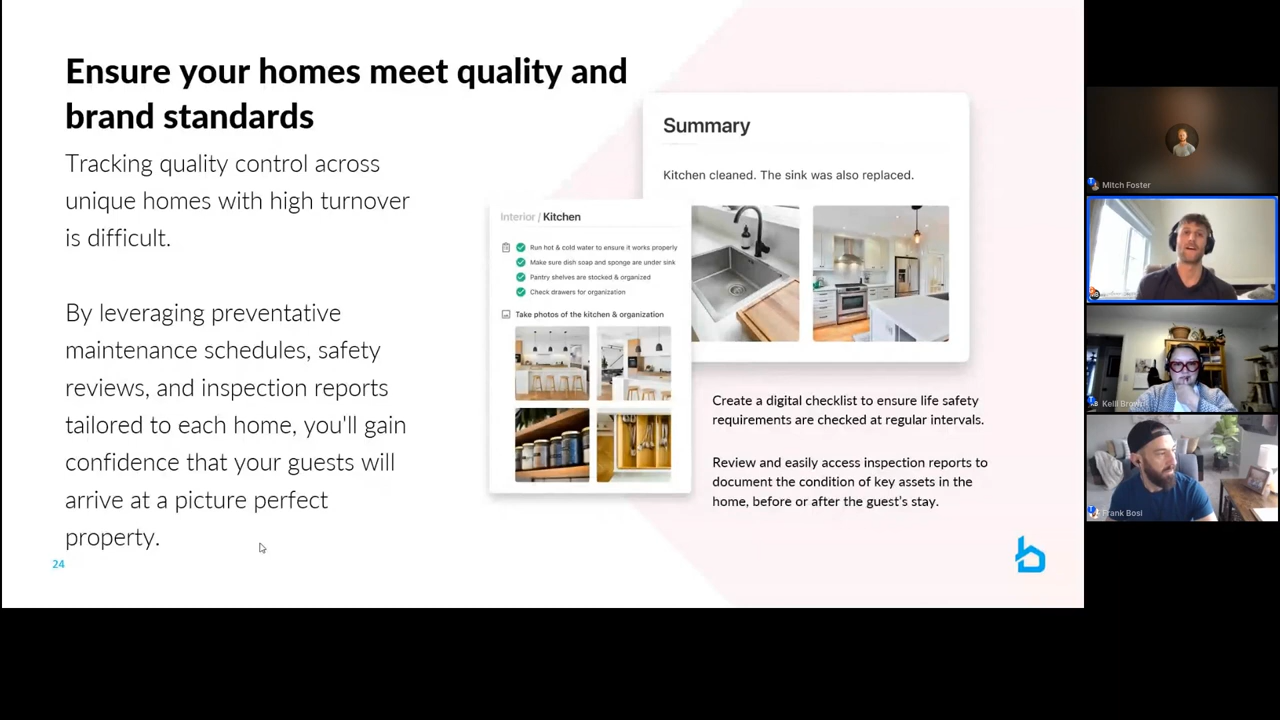 Ensure your homes meet quality and
brand standards
Tracking quality control across
unique homes with high turnover
is difficult.
By leveraging preventative
maintenance schedules, safety
reviews, and inspection reports
tailored to each home, you'll gain
confidence that your guests will
arrive at a picture perfect
property.
24
Summary
Kitchen cleaned. The sink was also replaced.
Interior / Kitchen
Run hot & cold water to ensure it works properly
Make sure dish soap and sponge are under sink
Pantry shelves are stocked & organized
Check drawers for organization
Take photos of the kitchen & organization
Create a digital checklist to ensure life safety
requirements are checked at regular intervals.
Review and easily access inspection reports to
document the condition of key assets in the
home, before or after the guest's stay.
Mitch Foster
Kelli Brown
Frank Bosi